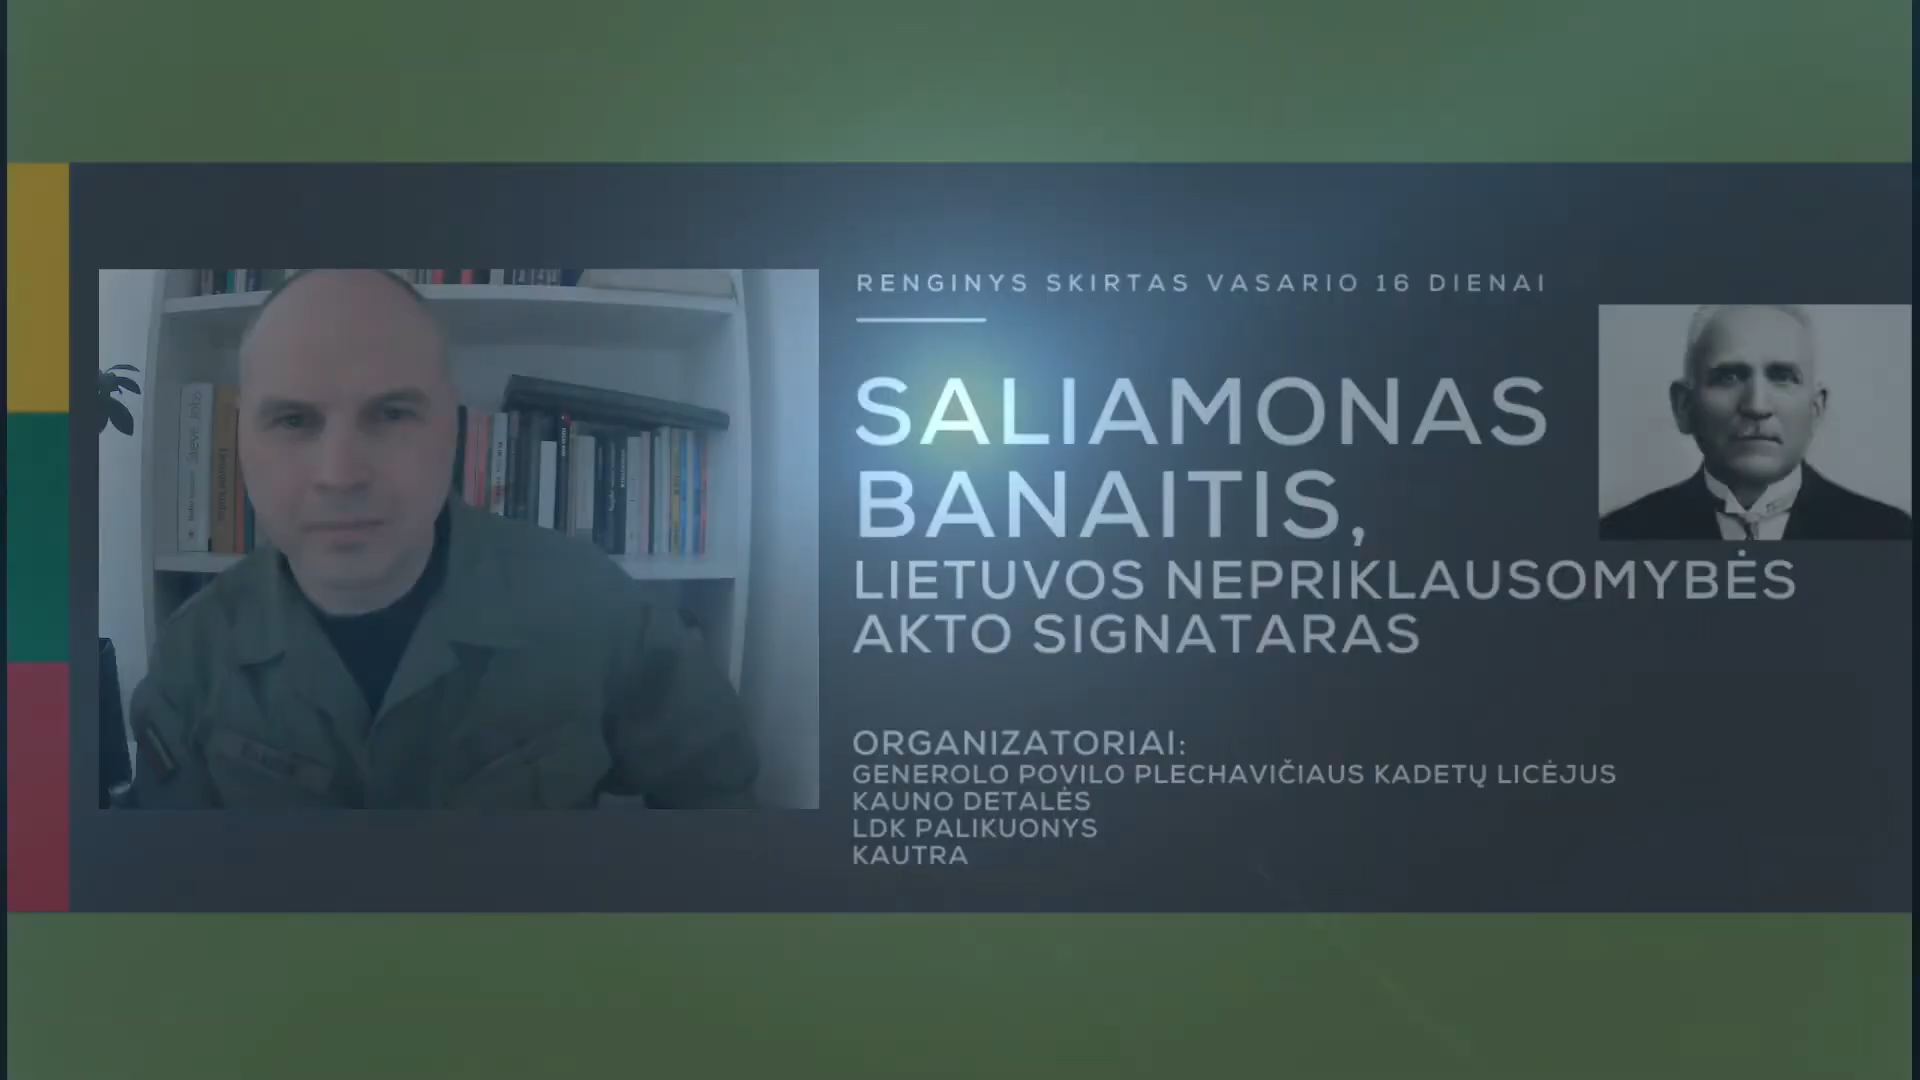 RENGINYS SKIRTAS VASARIO 16 DIENAI
SALIAMONAS
BANAITIS,
LIETUVOS NEPRIKLAUSOMYBĖS
AKTO SIGNATARAS
ORGANIZATORIAI:
GENEROLO POVILO PLECHAVIČIAUS KADETŲ LICĖJUS
KAUNO DETALĖS
LDK PALIKUONYS
KAUTRA